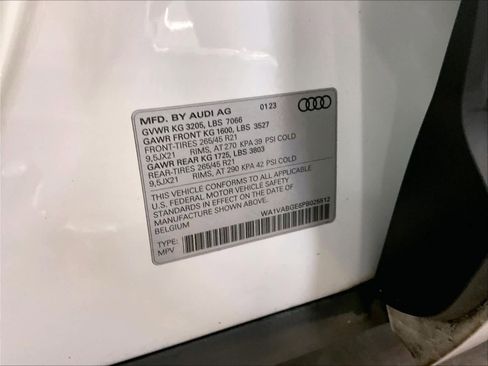 MFD. BY AUDI AG 01.23
GVWR KG 3205, LBS 7066
GAWR FRONT KG 1600, LBS 3527
FRONT-TIRES 265/45 R21
9,5JX21 RIMS, AT 270 KPA 39 PSI COLD
GAWR REAR KG 1725, LBS 3803
REAR-TIRES 265/45 R21
9,5JX21 RIMS, AT 290 KPA 42 PSI COLD
THIS VEHICLE CONFORMS TO ALL APPLICABLE
U.S. FEDERAL MOTOR VEHICLE SAFETY
STANDARDS IN EFFECT ON THE DATE OF
MANUFACTURE SHOWN ABOVE.
BELGIUM
WA1VABGE5PB025512
TYPE:
MPV